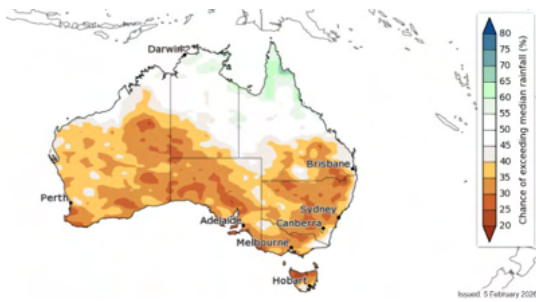 Darwin
Brisbane
Perth
Sydney
Adelaide
Canberra
Melbourne
Hobart
80
75
70
65
60
55
50
45
40
35
30
25
20
Chance of exceeding median rainfall (%)
Issued: 5 February 2026